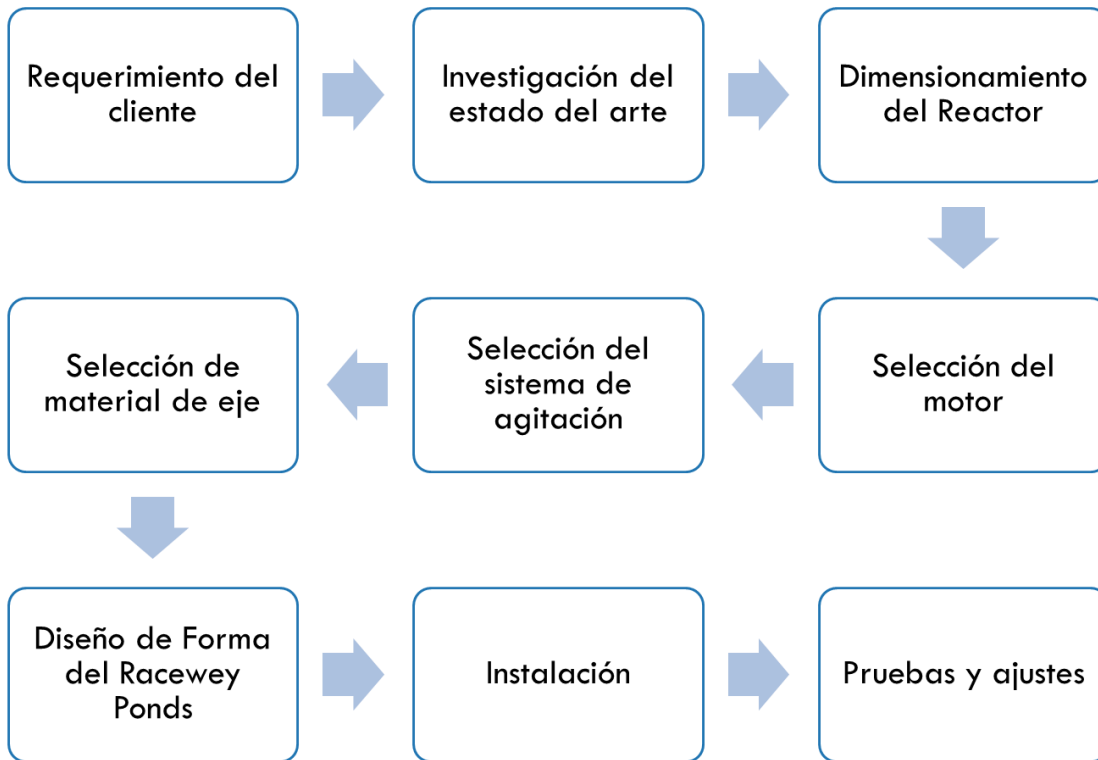 Requerimiento del
cliente
Investigación del
estado del arte
Dimensionamiento
del Reactor
Selección del
motor
Selección del
sistema de
agitación
Selección de
material de eje
Diseño de Forma
del Racewey
Ponds
Instalación
Pruebas y ajustes